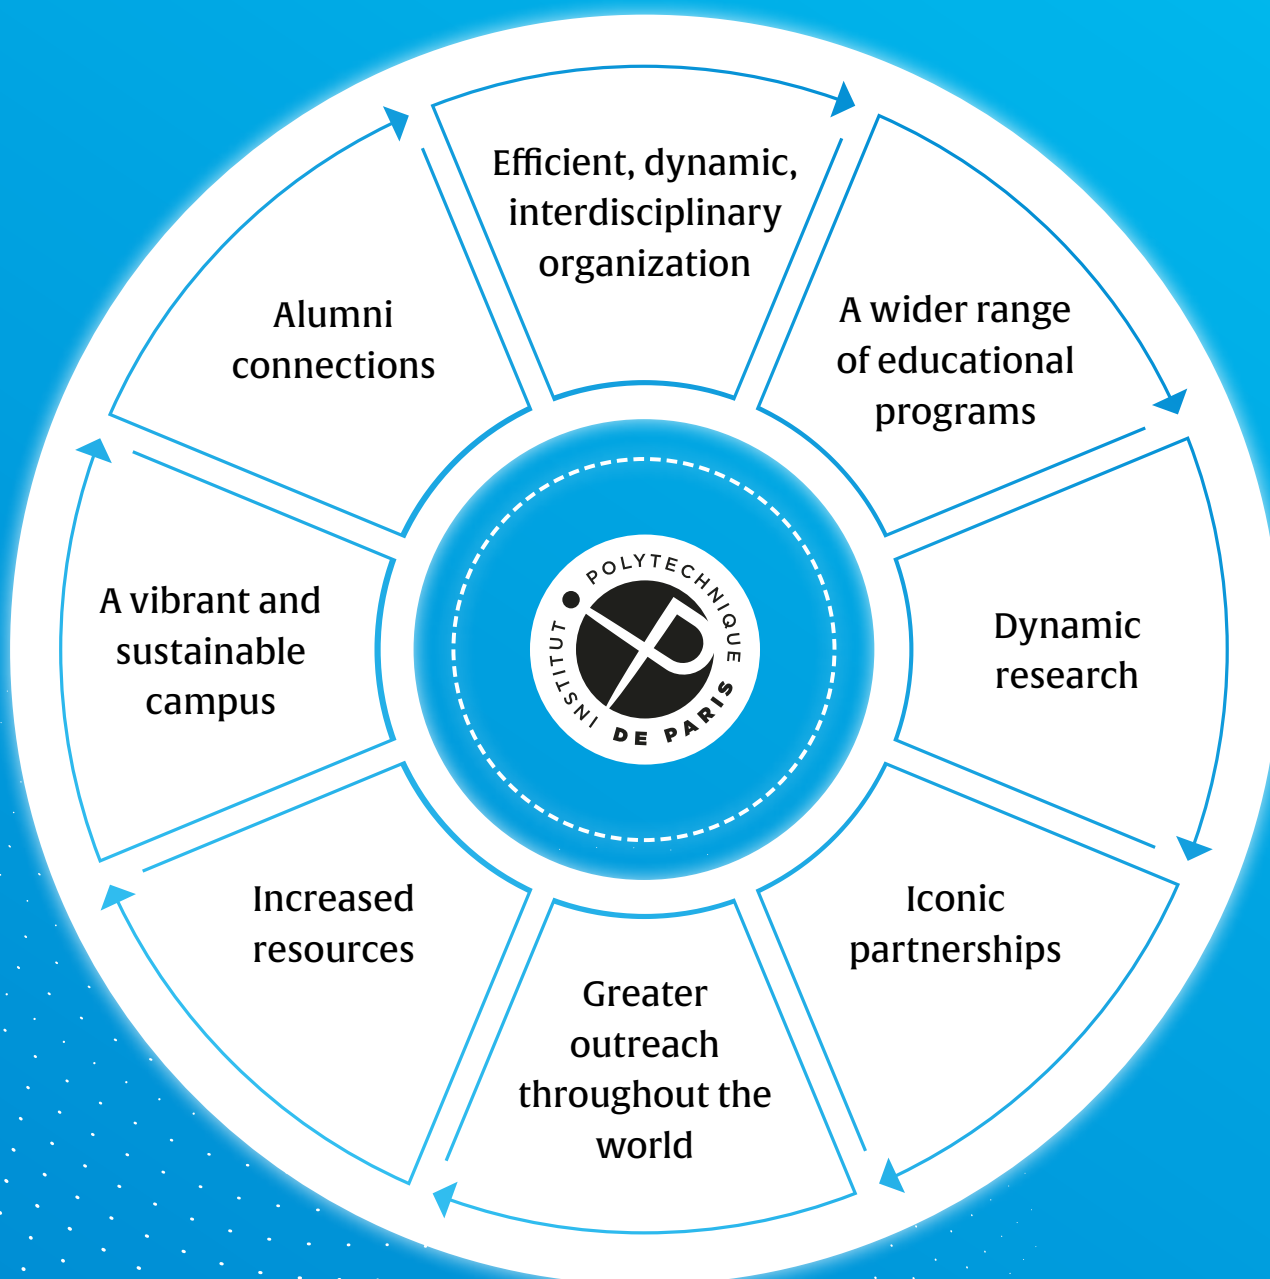 Efficient, dynamic,
interdisciplinary
organization
A wider range
of educational
programs
Dynamic
research
Iconic
partnerships
Greater
outreach
throughout the
world
Increased
resources
A vibrant and
sustainable
campus
Alumni
connections
INSTITUT
POLYTECHNIQUE
DE PARIS